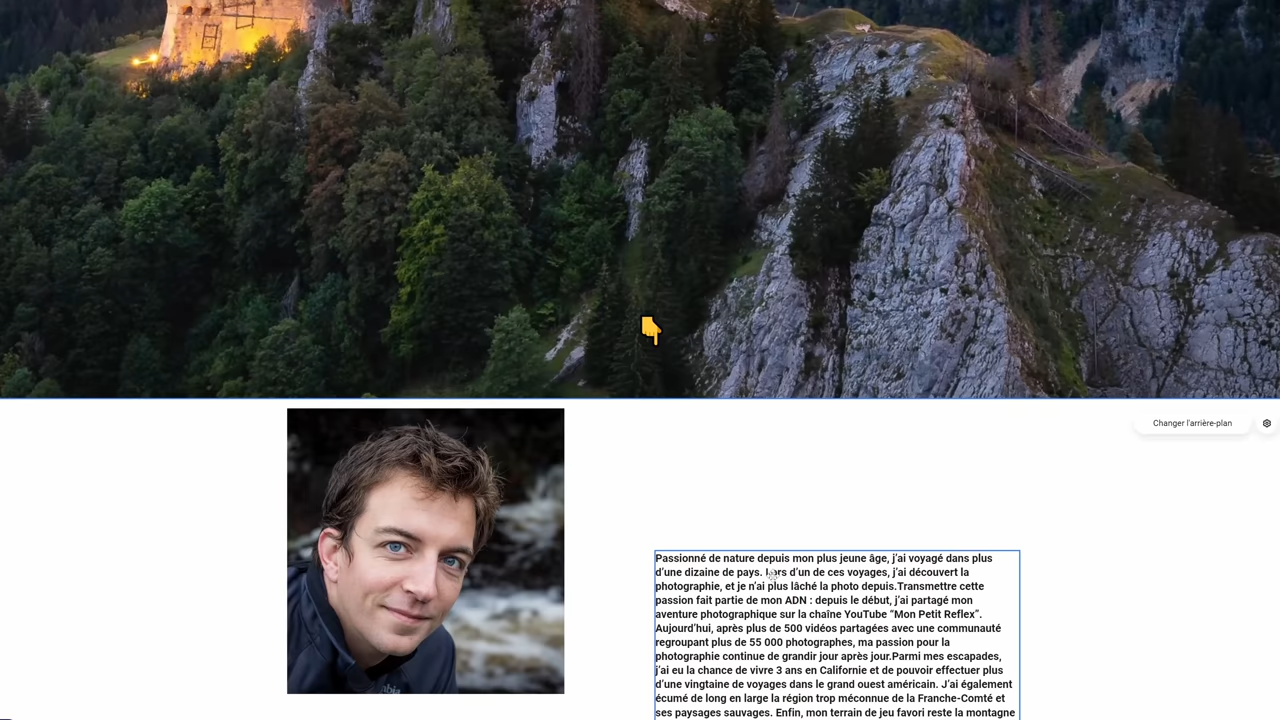 Changer l'arrière-plan
Passionné de nature depuis mon plus jeune âge, j'ai voyagé dans plus
d'une dizaine de pays. d'un de ces voyages, j'ai découvert la
photographie, et je n'ai plus lâché la photo depuis.Transmettre cette
passion fait partie de mon ADN : depuis le début, j'ai partagé mon
aventure photographique sur la chaîne YouTube “Mon Petit Reflex”.
Aujourd'hui, après plus de 500 vidéos partagées avec une communauté
regroupant plus de 55 000 photographes, ma passion pour la
photographie continue de grandir jour après jour.Parmi mes escapades,
j'ai eu la chance de vivre 3 ans en Californie et de pouvoir effectuer plus
d'une vingtaine de voyages dans le grand ouest américain. J'ai également
écumé de long en large la région trop méconnue de la Franche-Comté et
ses paysages sauvages. Enfin, mon terrain de jeu favori reste la montagne